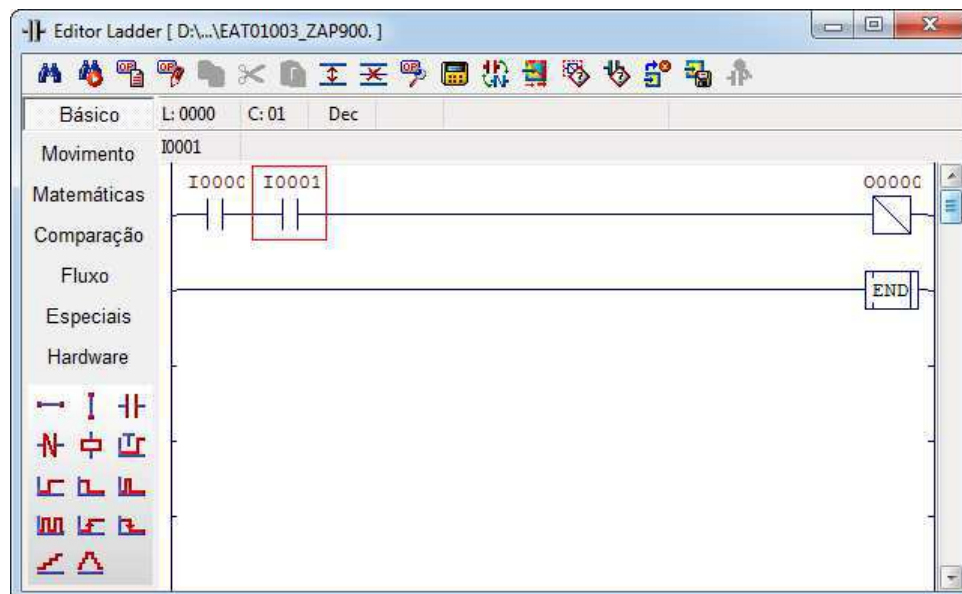 Editor Ladder [ D:\...\EAT01003_ZAP900. ]
Básico L: 0000 C: 01 Dec
I0001
Movimento
Matemáticas
Comparação
Fluxo
Especiais
Hardware
I0000 I0001 O0000
END